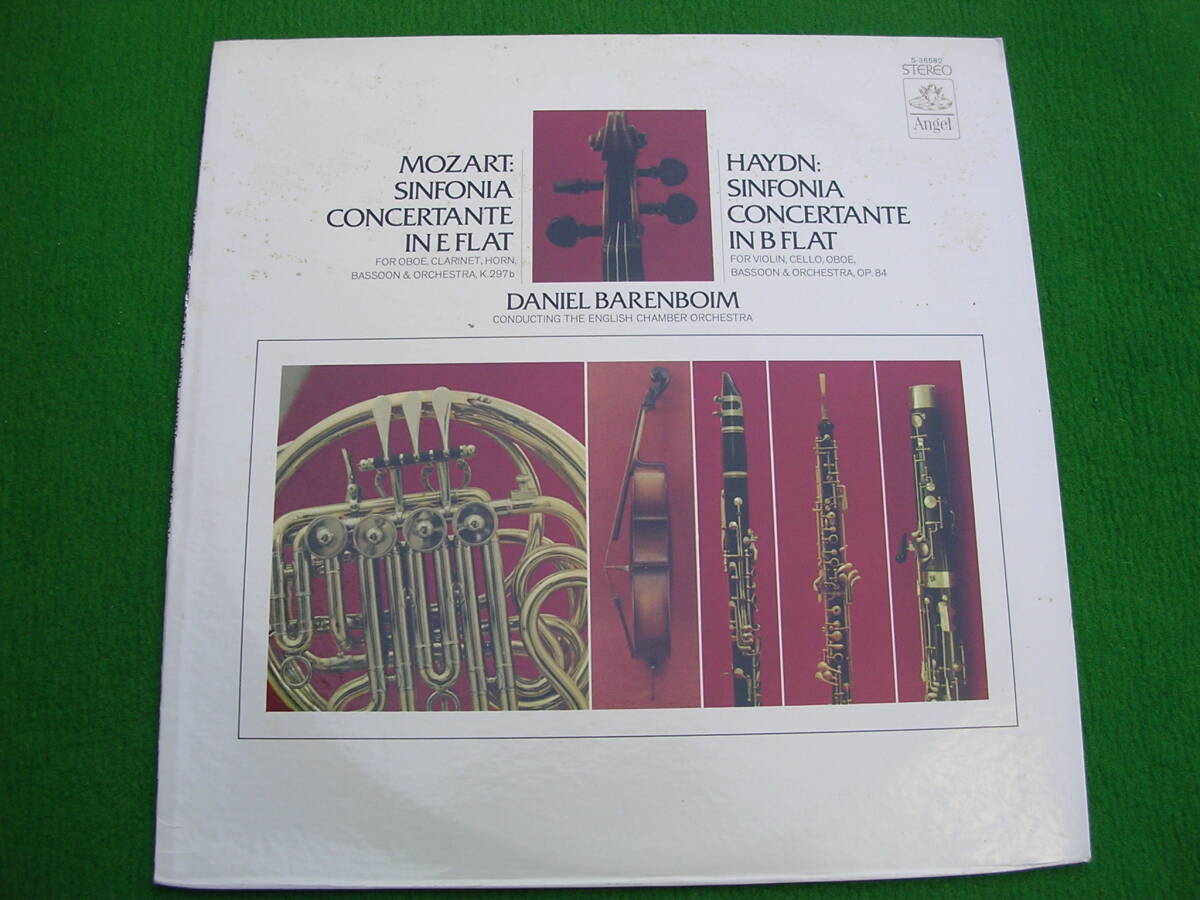 S-36582
STEREO
Angel
MOZART:
SINFONIA
CONCERTANTE
IN E FLAT
FOR OBOE, CLARINET, HORN,
BASSOON & ORCHESTRA, K.297b
HAYDN:
SINFONIA
CONCERTANTE
IN B FLAT
FOR VIOLIN, CELLO, OBOE,
BASSOON & ORCHESTRA, OP. 84
DANIEL BARENBOIM
CONDUCTING THE ENGLISH CHAMBER ORCHESTRA